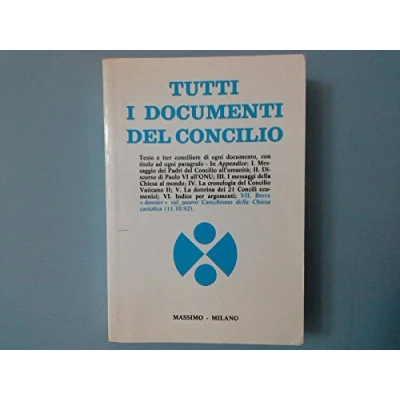 TUTTI
I DOCUMENTI
DEL CONCILIO
Testo e iter conciliare di ogni documento, con
titolo ad ogni paragrafo - In Appendice: I. Mes-
saggio dei Padri del Concilio all'umanità; II. Di-
scorso di Paolo VI all'ONU; III. I messaggi della
Chiesa al mondo; IV. La cronologia del Concilio
Vaticano II; V. La dottrina dei 21 Concili ecu-
menici; VI. Indice per argomenti; VII. Breve
«dossier» sul nuovo Catechismo della Chiesa
cattolica (11.10.92).
MASSIMO - MILANO